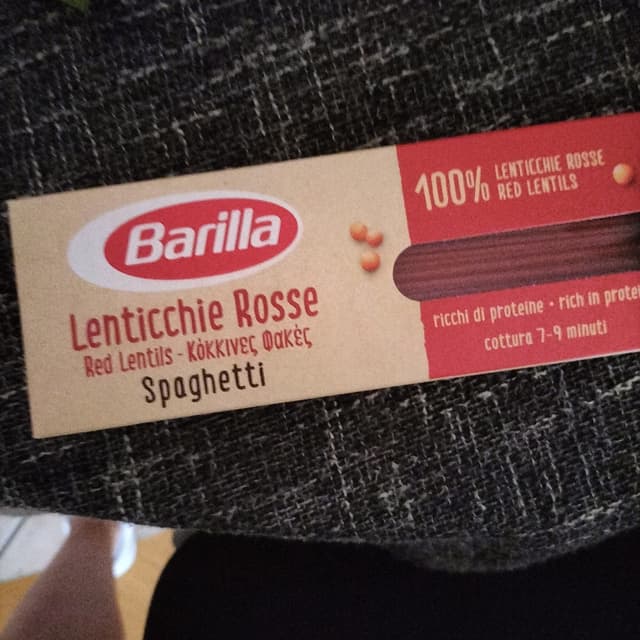 Barilla
Lenticchie Rosse
Red Lentils - Κόκκινες Φακές
Spaghetti
100% LENTICCHIE ROSSE
RED LENTILS
ricchi di proteine • rich in protei
cottura 7-9 minuti